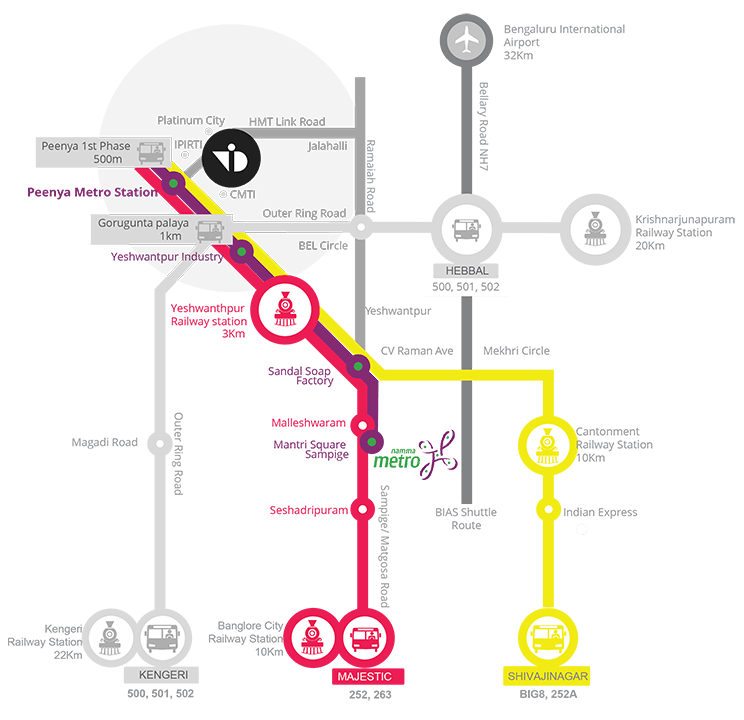 Bengaluru International
Airport
32Km
Platinum City
HMT Link Road
Jalahalli
IPIRTI
Peenya 1st Phase
500m
CMTI
Peenya Metro Station
Bellary Road NH7
Ramaiah Road
Outer Ring Road
Gorugunta palaya
1km
BEL Circle
Krishnarjunapuram
Railway Station
20Km
Yeshwantpur Industry
HEBBAL
500, 501, 502
Yeshwanthpur
Railway station
3Km
Yeshwantpur
CV Raman Ave
Mekhri Circle
Sandal Soap
Factory
Malleshwaram
Mantri Square
Sampige
namma
metro
Magadi Road
Outer Ring Road
Cantonment
Railway Station
10Km
Seshadripuram
Sampige/ Matgosa Road
BIAS Shuttle
Route
Indian Express
Kengeri
Railway Station
22Km
KENGERI
500, 501, 502
Banglore City
Railway Station
10Km
MAJESTIC
252, 263
SHIVAJINAGAR
BIG8, 252A